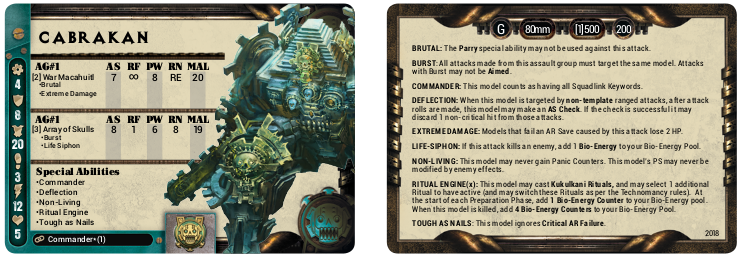 CABRAKAN
AG#1 AS RF PW RN MAL
[2] War Macahuitl 7 ∞ 8 RE 20
•Brutal
•Extreme Damage
AG#1 AS RF PW RN MAL
[3] Array of Skulls 8 1 6 8 19
•Burst
•Life Siphon
Special Abilities
•Commander
•Deflection
•Non-Living
•Ritual Engine
•Tough as Nails
Commander•(1)
4
8
20
3
12
5
G 80mm [1]500 200
BRUTAL: The Parry special ability may not be used against this attack.
BURST: All attacks made from this assault group must target the same model. Attacks
with Burst may not be Aimed.
COMMANDER: This model counts as having all Squadlink Keywords.
DEFLECTION: When this model is targeted by non-template ranged attacks, after attack
rolls are made, this model may make an AS Check. If the check is successful it may
discard 1 non-critical hit from those attacks.
EXTREME DAMAGE: Models that fail an AR Save caused by this attack lose 2 HP.
LIFE-SIPHON: If this attack kills an enemy, add 1 Bio-Energy to your Bio-Energy Pool.
NON-LIVING: This model may never gain Panic Counters. This model's PS may never be
modified by enemy effects.
RITUAL ENGINE(x): This model may cast Kukulkani Rituals, and may select 1 additional
Ritual to have active (and may switch these Rituals as per the Technomancy rules). At
the start of each Preparation Phase, add 1 Bio-Energy Counter to your Bio-Energy pool.
When this model is killed, add 4 Bio-Energy Counters to your Bio-Energy Pool.
TOUGH AS NAILS: This model ignores Critical AR Failure.
2018